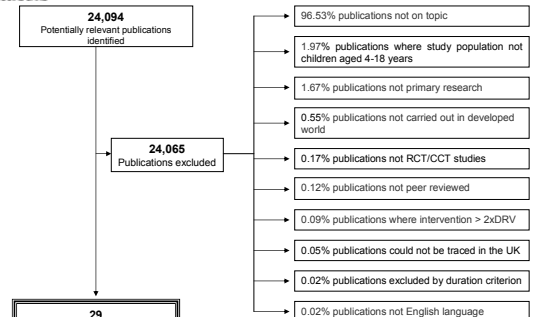 24,094
Potentially relevant publications
identified
24,065
Publications excluded
29
96.53% publications not on topic
1.97% publications where study population not
children aged 4-18 years
1.67% publications not primary research
0.55% publications not carried out in developed
world
0.17% publications not RCT/CCT studies
0.12% publications not peer reviewed
0.09% publications where intervention > 2xDRV
0.05% publications could not be traced in the UK
0.02% publications excluded by duration criterion
0.02% publications not English language